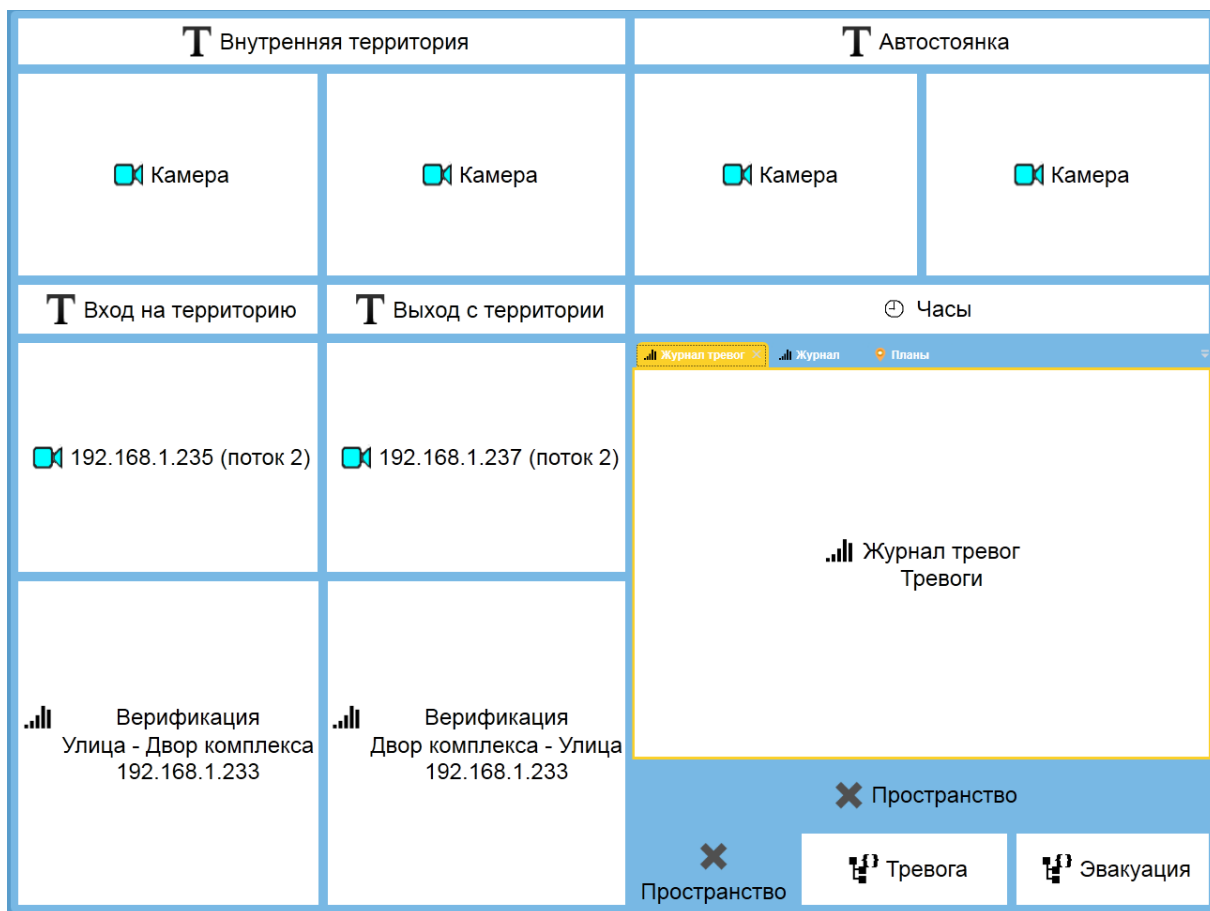 Внутренняя территория
Автостоянка
Камера
Камера
Камера
Камера
Вход на территорию
Выход с территории
Часы
192.168.1.235 (поток 2)
192.168.1.237 (поток 2)
Журнал тревог
Журнал
Планы
Журнал тревог
Тревоги
Верификация
Улица - Двор комплекса
192.168.1.233
Верификация
Двор комплекса - Улица
192.168.1.233
Пространство
Пространство
Тревога
Эвакуация